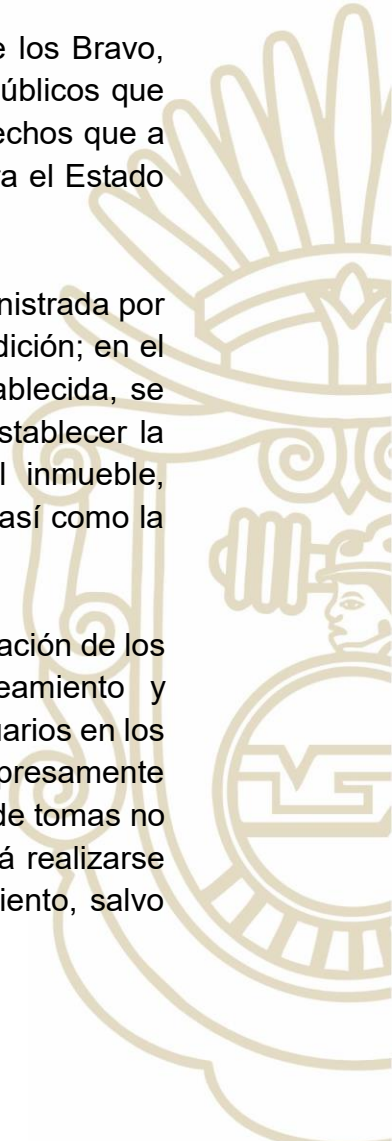 e los Bravo,
úblicos que
echos que a
ra el Estado
nistrada por
dición; en el
ablecida, se
stablecer la
l inmueble,
así como la
ación de los
eamiento y
uarios en los
presamente
de tomas no
á realizarse
iento, salvo